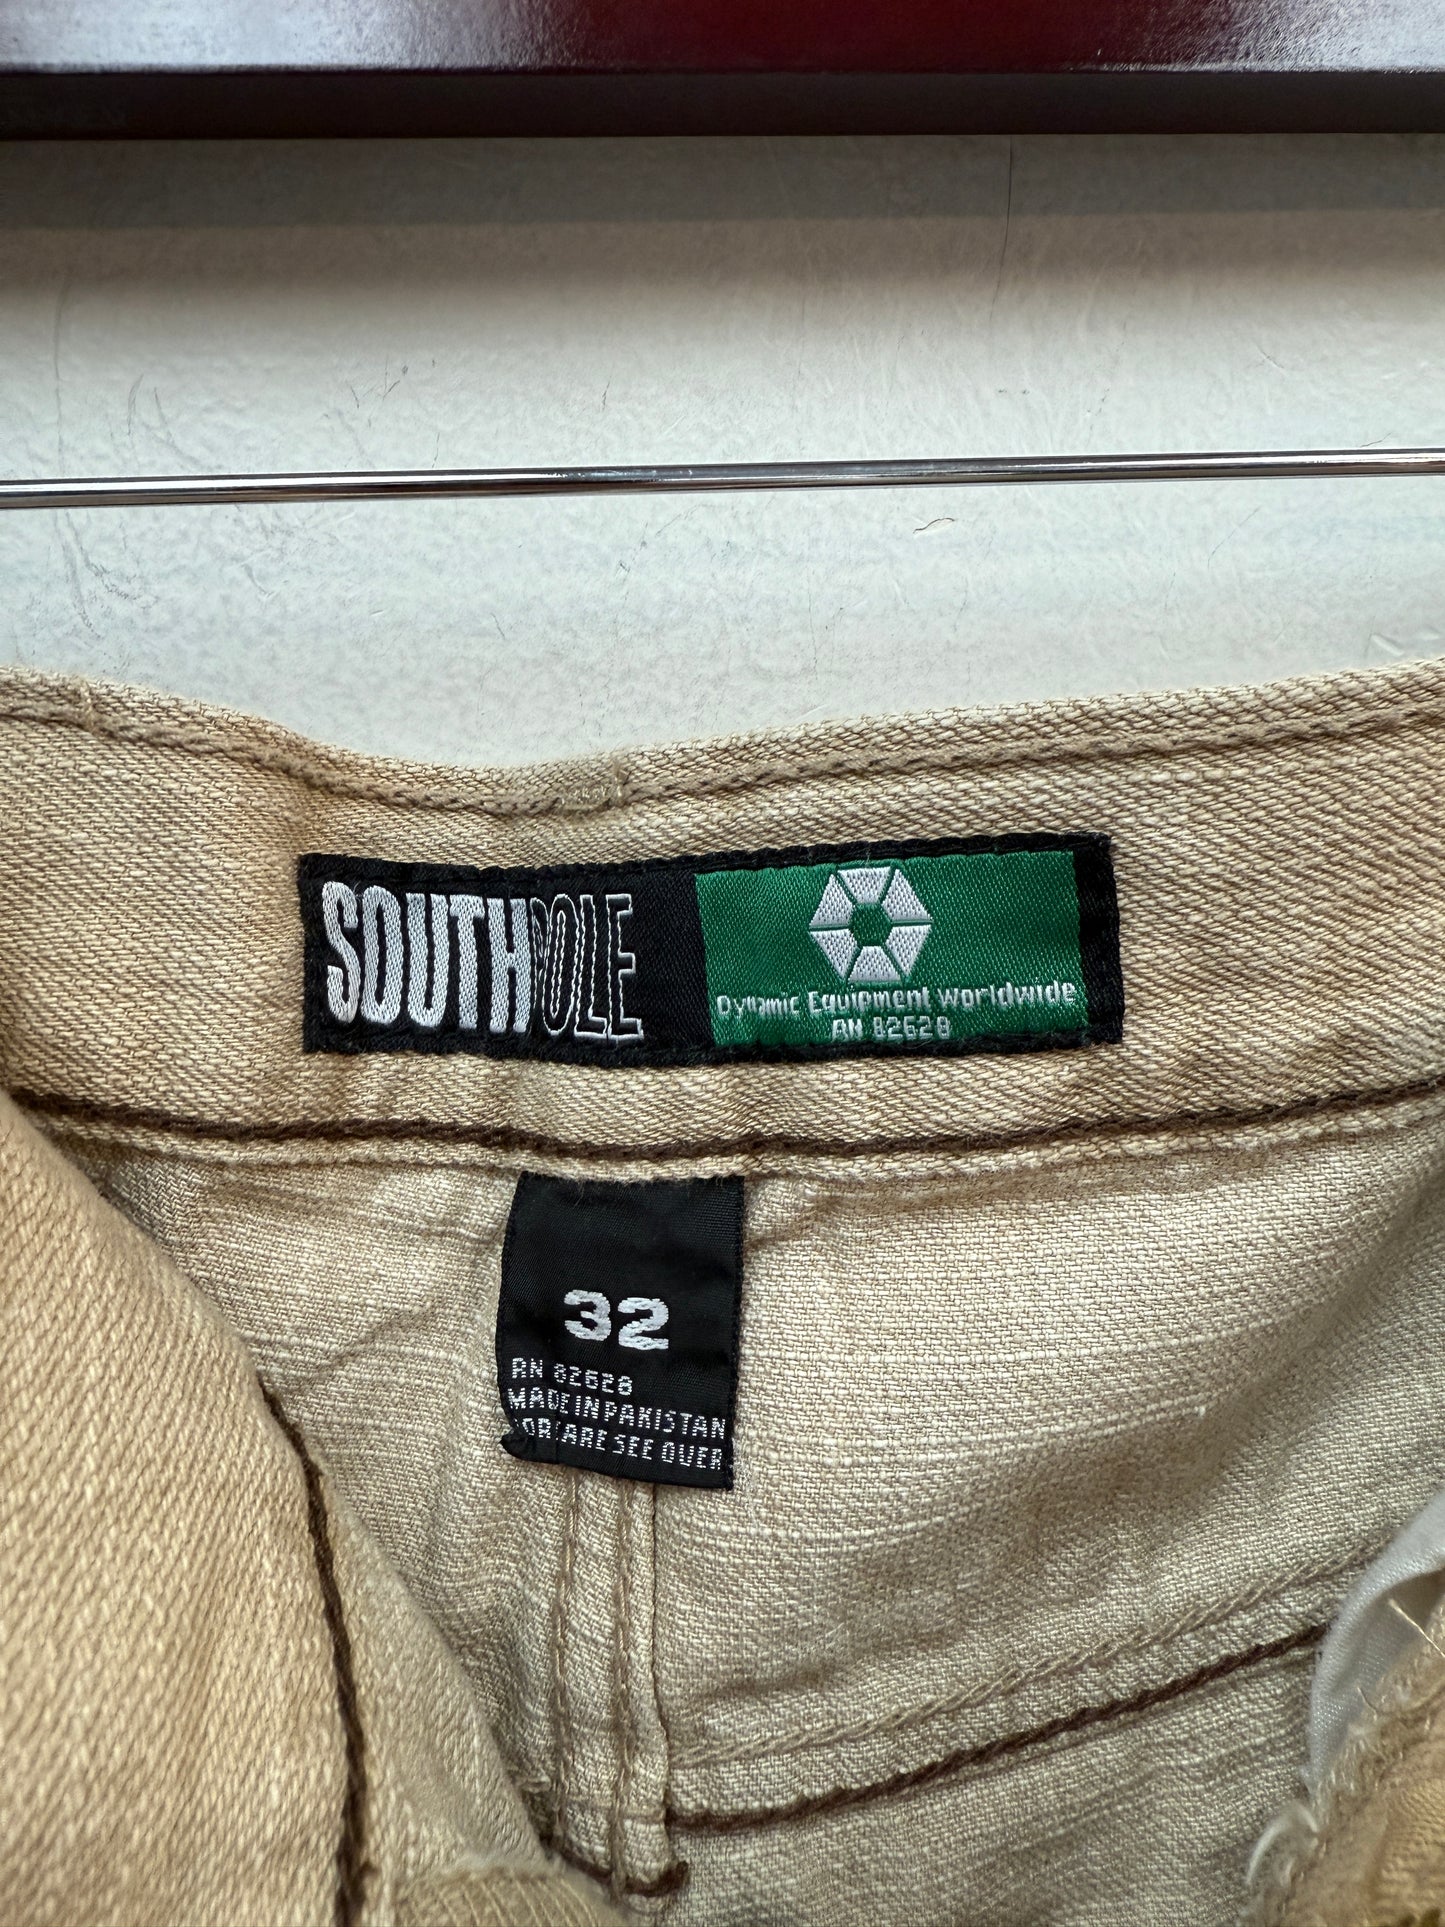 SOUTHPOLE
Dynamic Equipment Worldwide
RN 82628
32
RN 82628
MADE IN PAKISTAN
FOR CARE SEE OVER